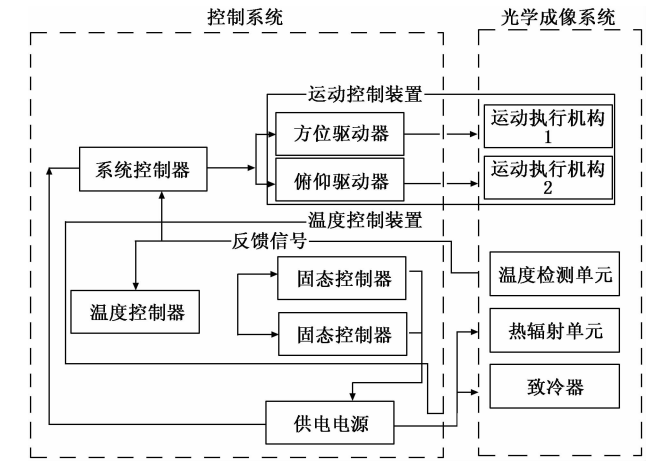 控制系统
光学成像系统
运动控制装置
方位驱动器
运动执行机构
1
系统控制器
俯仰驱动器
运动执行机构
2
温度控制装置
反馈信号
固态控制器
温度检测单元
温度控制器
固态控制器
热辐射单元
致冷器
供电电源